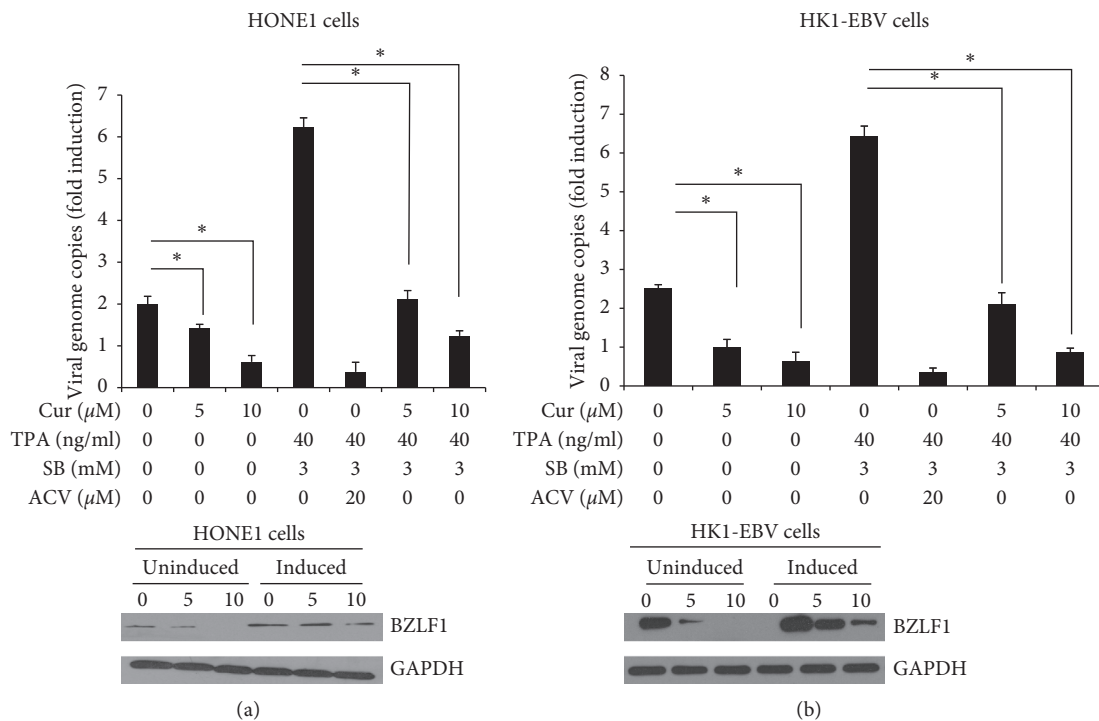 HONE1 cells
Viral genome copies (fold induction)
7
6
5
4
3
2
1
0
* * * *
Cur (μM) 0 5 10 0 0 5 10
TPA (ng/ml) 0 0 0 40 40 40 40
SB (mM) 0 0 0 3 3 3 3
ACV (μM) 0 0 0 0 20 0 0
HONE1 cells
Uninduced Induced
0 5 10 0 5 10
BZLF1
GAPDH
(a)
HK1-EBV cells
Viral genome copies (fold induction)
8
7
6
5
4
3
2
1
0
* * * *
Cur (μM) 0 5 10 0 0 5 10
TPA (ng/ml) 0 0 0 40 40 40 40
SB (mM) 0 0 0 3 3 3 3
ACV (μM) 0 0 0 0 20 0 0
HK1-EBV cells
Uninduced Induced
0 5 10 0 5 10
BZLF1
GAPDH
(b)